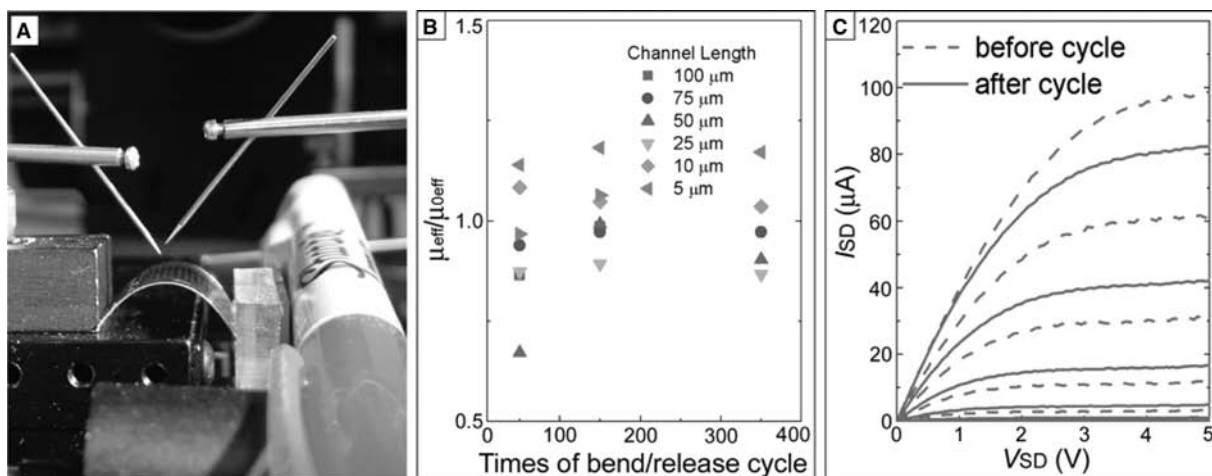 A
B
μeff/μ0eff
1.5
1.0
0.5
Channel Length
100 μm
75 μm
50 μm
25 μm
10 μm
5 μm
0 100 200 300 400
Times of bend/release cycle
C
ISD (μA)
120
100
80
60
40
20
0
before cycle
after cycle
0 1 2 3 4 5
VSD (V)